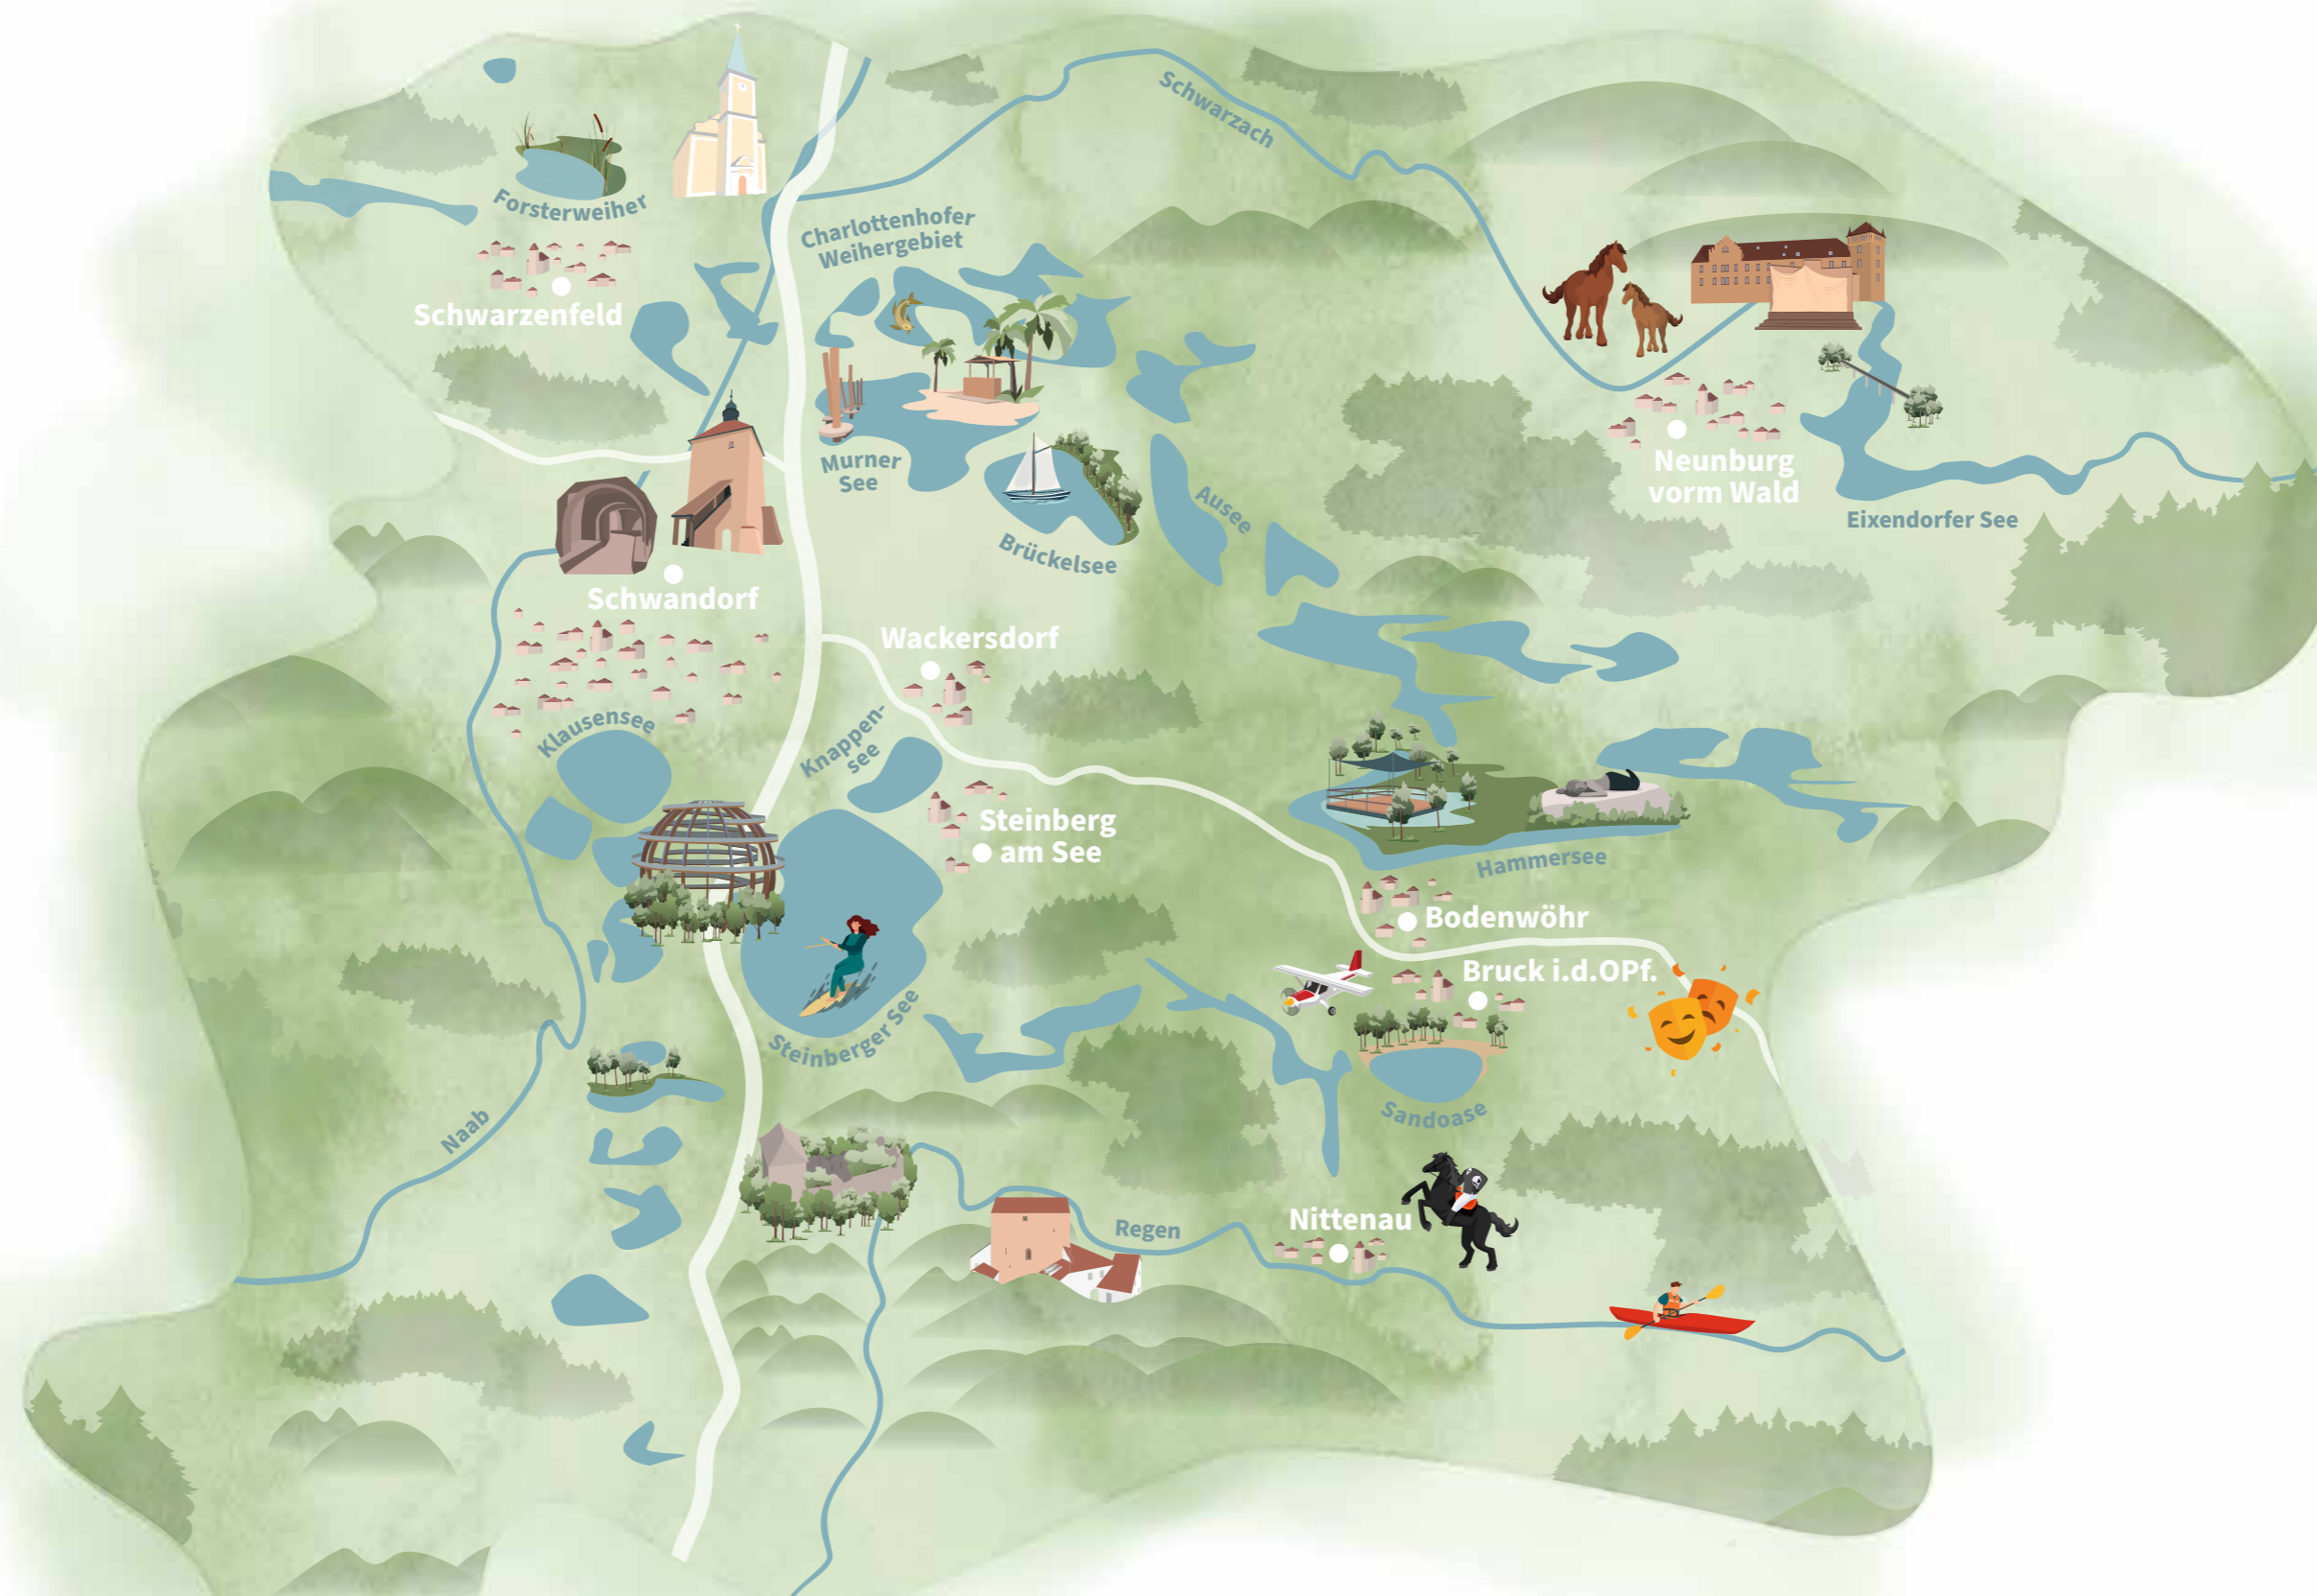 Schwarzach
Forsterweiher
Charlottenhofer
Weihergebiet
Schwarzenfeld
Murner
See
Neunburg
vorm Wald
Ausee
Eixendorfer See
Brückelsee
Schwandorf
Wackersdorf
Klausensee
Knappen-
see
Steinberg
am See
Hammersee
Bodenwöhr
Bruck i.d.OPf.
Steinberger See
Sandoase
Naab
Regen
Nittenau